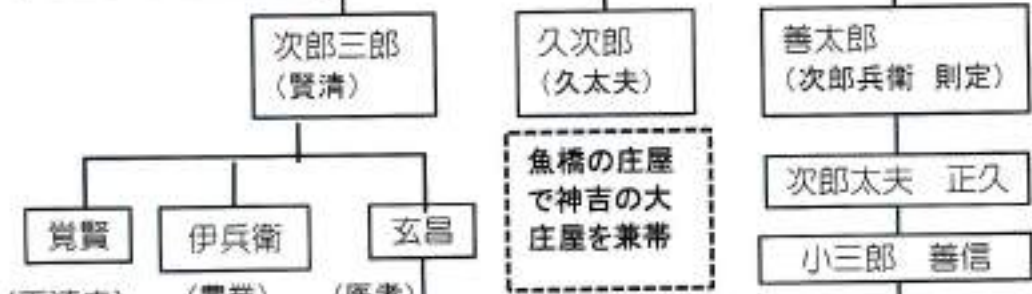 次郎三郎
(賢清)
久次郎
(久太夫)
善太郎
(次郎兵衛 則定)
魚橋の庄屋
で神吉の大
庄屋を兼帯
次郎太夫 正久
覚賢
伊兵衛
玄昌
小三郎 善信